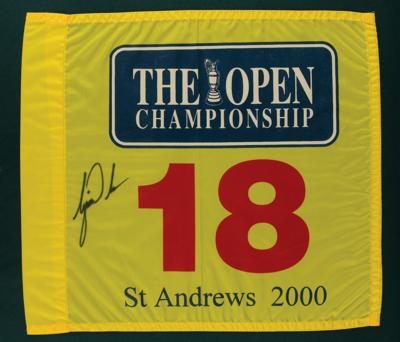 THE OPEN
CHAMPIONSHIP
18
St Andrews 2000